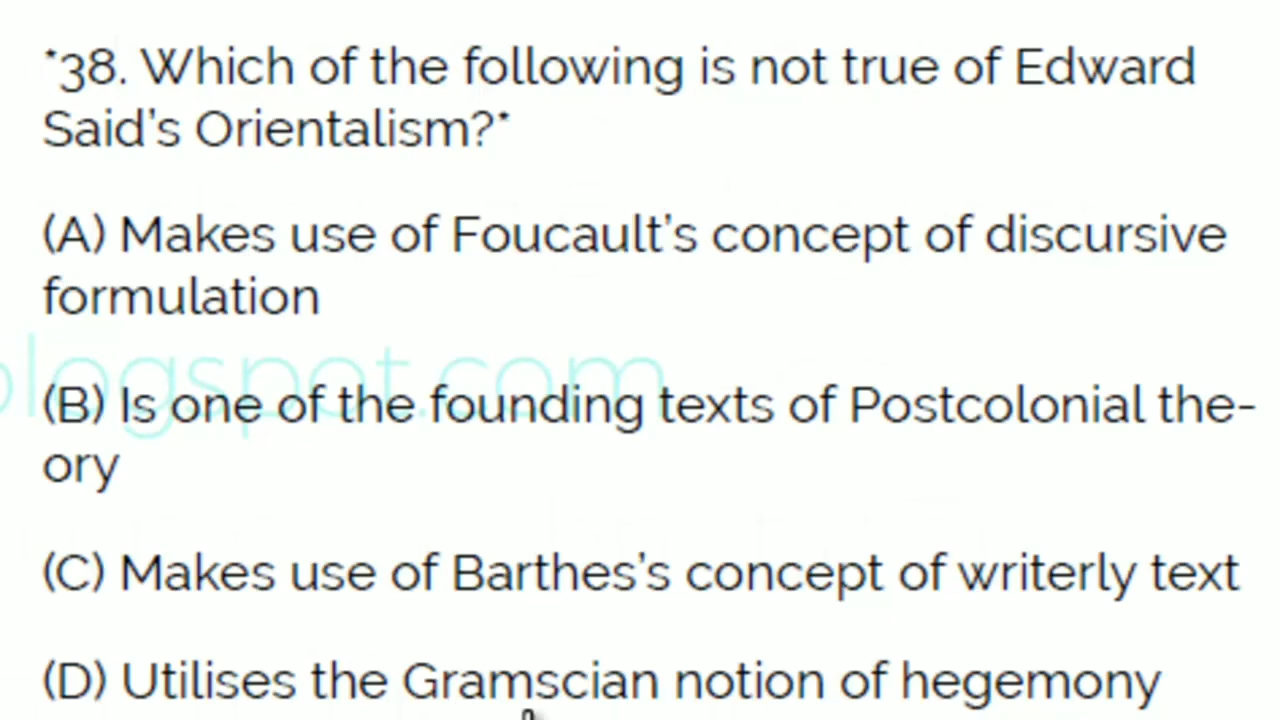 *38. Which of the following is not true of Edward
Said's Orientalism?*
(A) Makes use of Foucault's concept of discursive
formulation
blogspot.com
(B) Is one of the founding texts of Postcolonial the-
ory
(C) Makes use of Barthes's concept of writerly text
(D) Utilises the Gramscian notion of hegemony